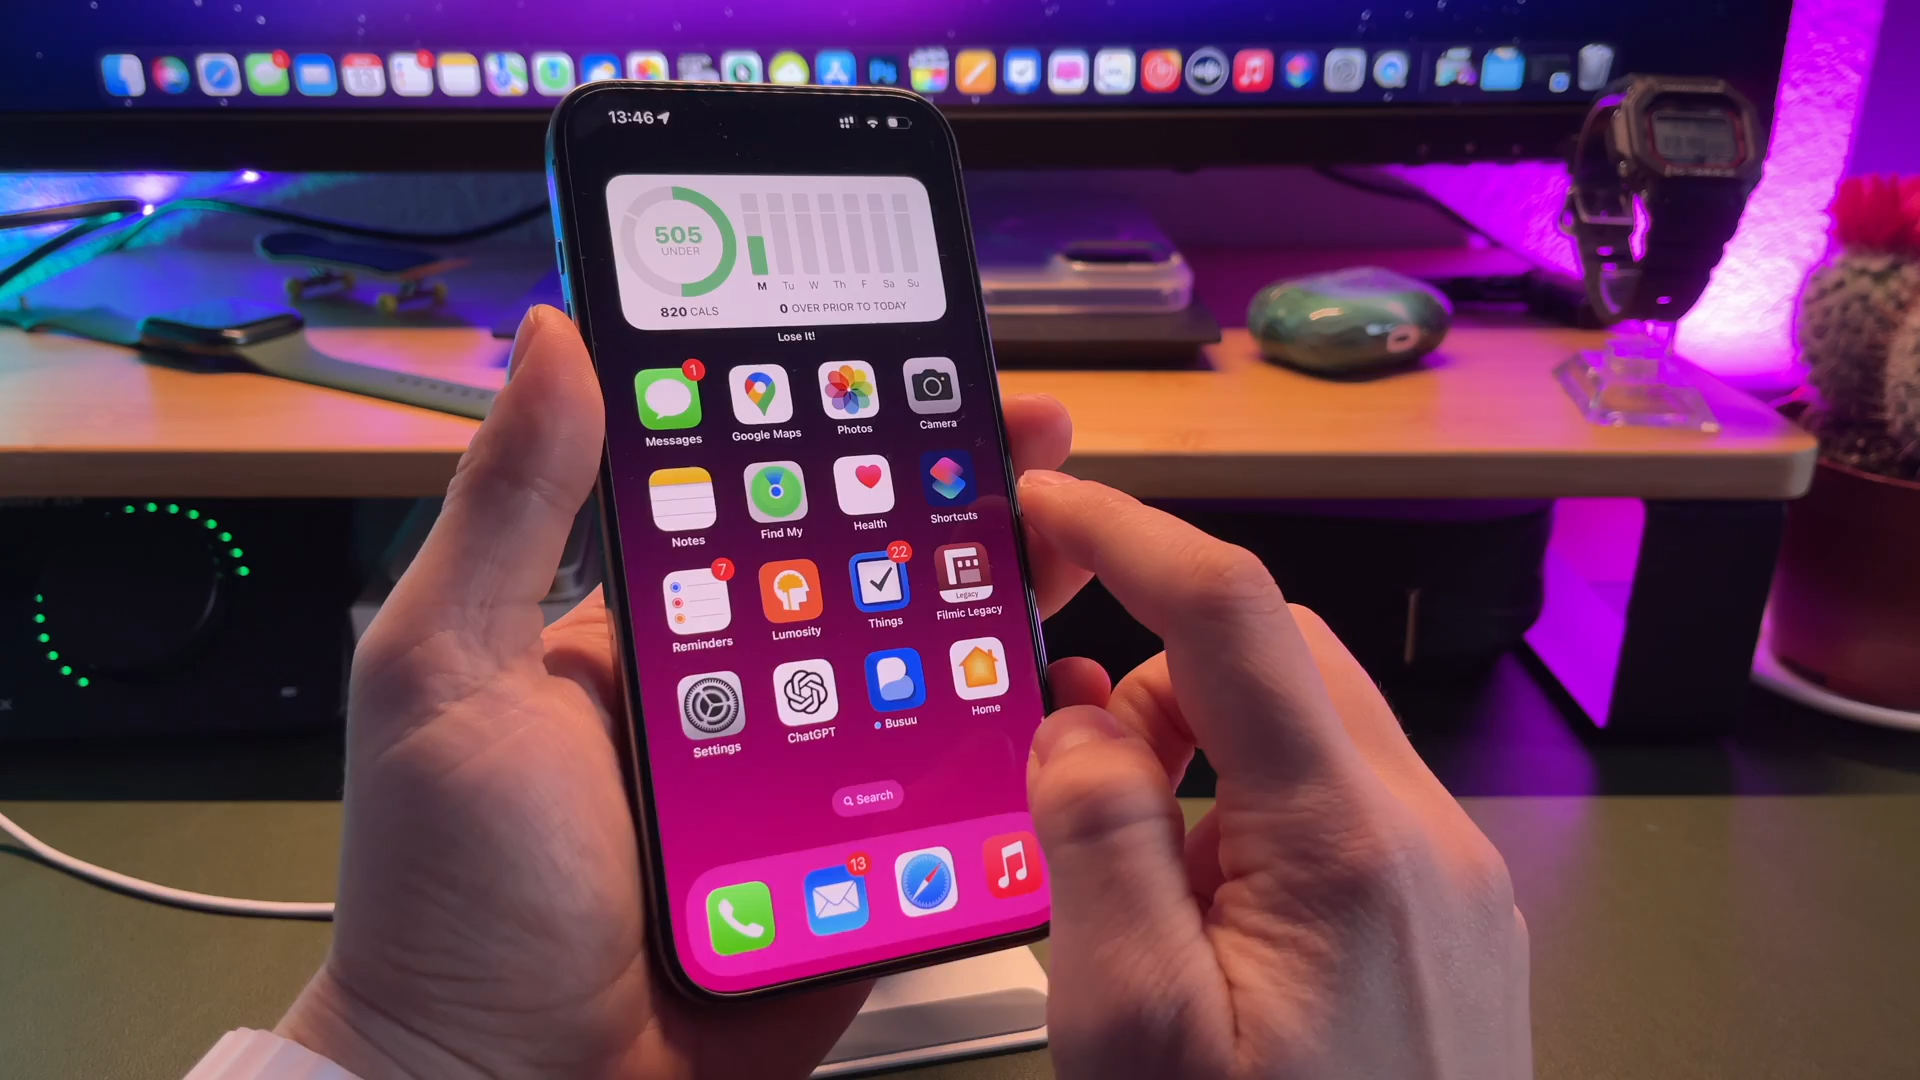 13:46
505
UNDER
M Tu W Th F Sa Su
820 CALS
0 OVER PRIOR TO TODAY
Lose It!
1
Messages
Google Maps
Photos
Camera
Notes
Find My
Health
Shortcuts
7
22
Legacy
Reminders
Lumosity
Things
Filmic Legacy
Settings
ChatGPT
Busuu
Home
Search
13
Ps